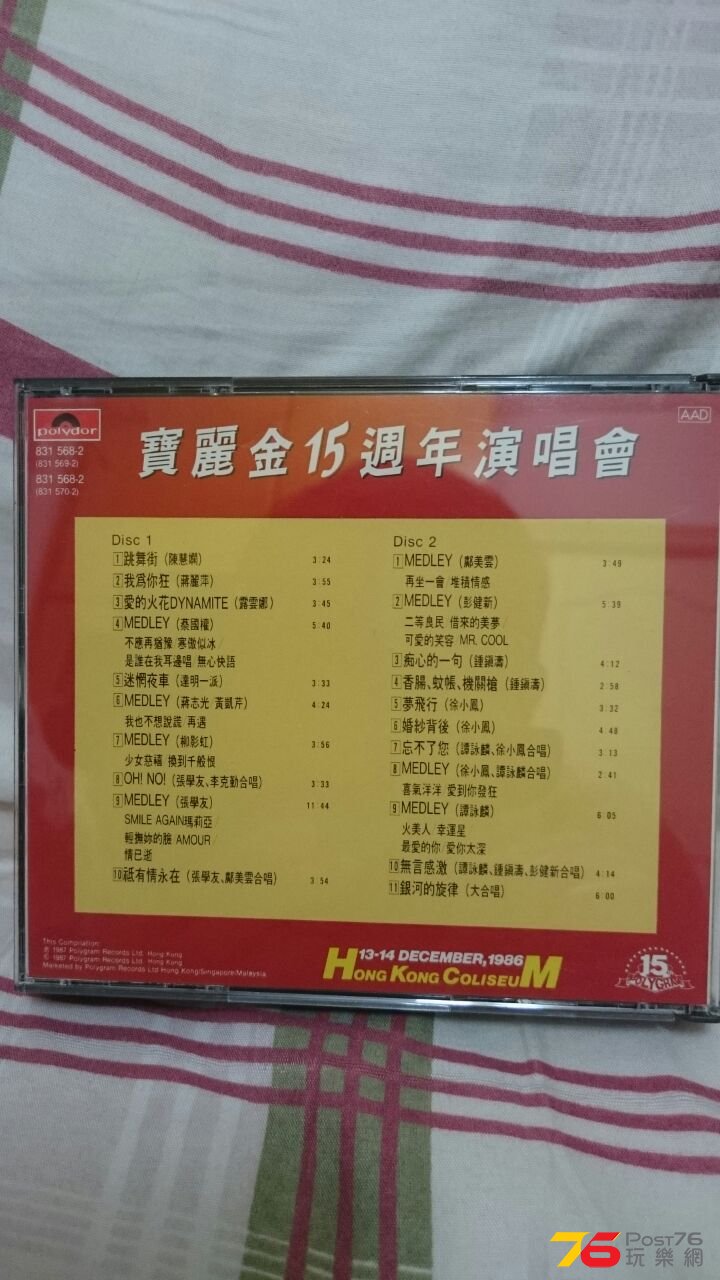 polydor
831 568-2
(831 569-2)
831 568-2
(831 570-2)
AAD
寶麗金15週年演唱會
Disc 1
1 跳舞街 (陳慧嫻) 3:24
2 我爲你狂 (蔣麗萍) 3:55
3 愛的火花DYNAMITE (露雲娜) 3:45
4 MEDLEY (蔡國權) 5:40
不應再猶豫/寒傲似冰/
是誰在我耳邊唱/無心快語
5 迷惘夜車 (達明一派) 3:33
6 MEDLEY (蔣志光/黃凱芹) 4:24
我也不想說謊/再遇
7 MEDLEY (柳影虹) 3:56
少女慈禧/換到千般恨
8 OH! NO! (張學友、李克勤合唱) 3:33
9 MEDLEY (張學友) 11:44
SMILE AGAIN瑪莉亞/
輕撫妳的臉/AMOUR/
情已逝
10 祗有情永在 (張學友、鄺美雲合唱) 3:54
Disc 2
1 MEDLEY (鄺美雲) 3:49
再坐一會/堆積情感
2 MEDLEY (彭健新) 5:39
二等良民/借來的美夢/
可愛的笑容/MR. COOL
3 痴心的一句 (鍾鎮濤) 4:12
4 香腸、蚊帳、機關槍 (鍾鎮濤) 2:58
5 夢飛行 (徐小鳳) 3:32
6 婚紗背後 (徐小鳳) 4:48
7 忘不了您 (譚詠麟、徐小鳳合唱) 3:13
8 MEDLEY (徐小鳳、譚詠麟合唱) 2:41
喜氣洋洋/愛到你發狂
9 MEDLEY (譚詠麟) 6:05
火美人/幸運星
最愛的你/愛你太深
10 無言感激 (譚詠麟、鍾鎮濤、彭健新合唱) 4:14
11 銀河的旋律 (大合唱) 6:00
This Compilation:
℗ 1987 Polygram Records Ltd. Hong Kong
© 1987 Polygram Records Ltd. Hong Kong
Marketed by Polygram Records Ltd Hong Kong/Singapore/Malaysia
13-14 DECEMBER,1986
HONG KONG COLISEUM
15
POLYGRAM
76 POST76
玩樂網